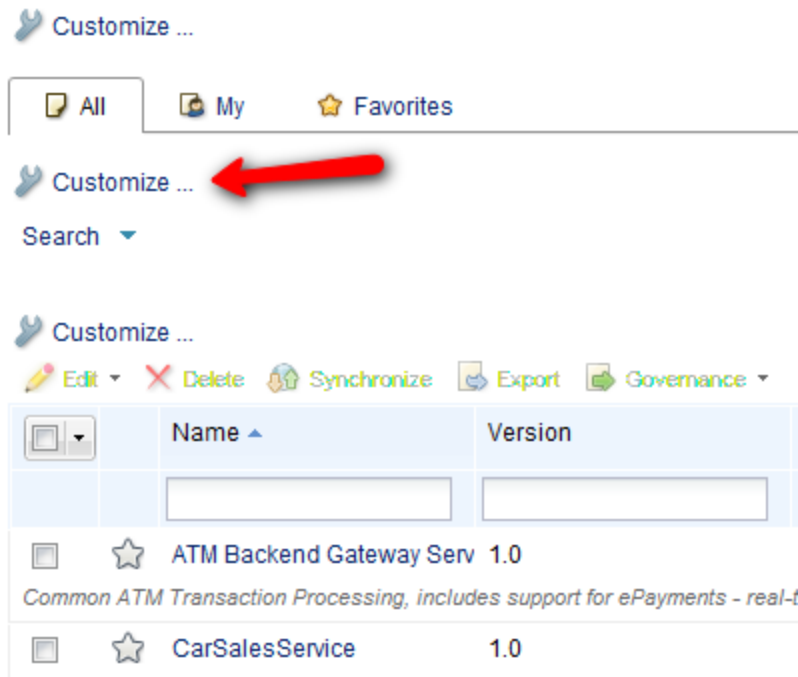 Customize ...
All My Favorites
Customize ...
Search
Customize ...
Edit Delete Synchronize Export Governance
Name Version
ATM Backend Gateway Serv 1.0
Common ATM Transaction Processing, includes support for ePayments - real-t
CarSalesService 1.0